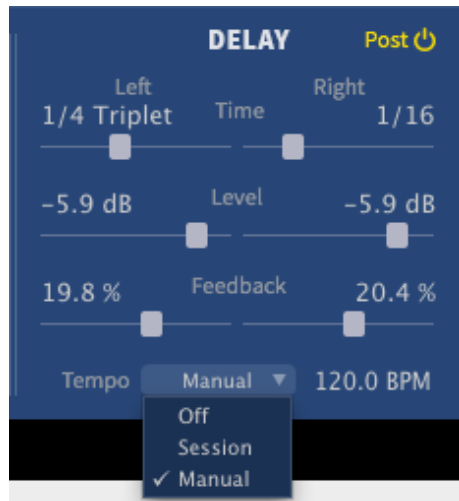 DELAY Post
Left Right
1/4 Triplet Time 1/16
−5.9 dB Level −5.9 dB
19.8 % Feedback 20.4 %
Tempo Manual 120.0 BPM
Off
Session
✓ Manual